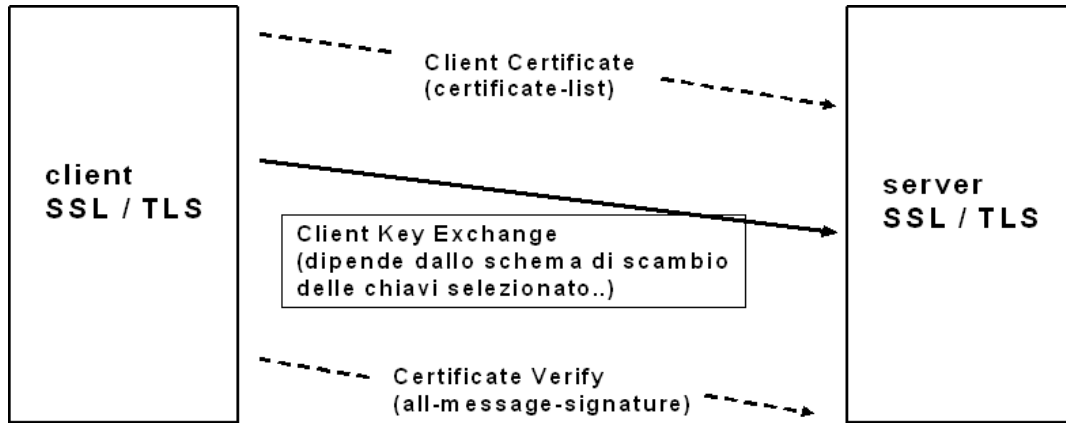 client
SSL / TLS
Client Certificate
(certificate-list)
Client Key Exchange
(dipende dallo schema di scambio
delle chiavi selezionato..)
Certificate Verify
(all-message-signature)
server
SSL / TLS